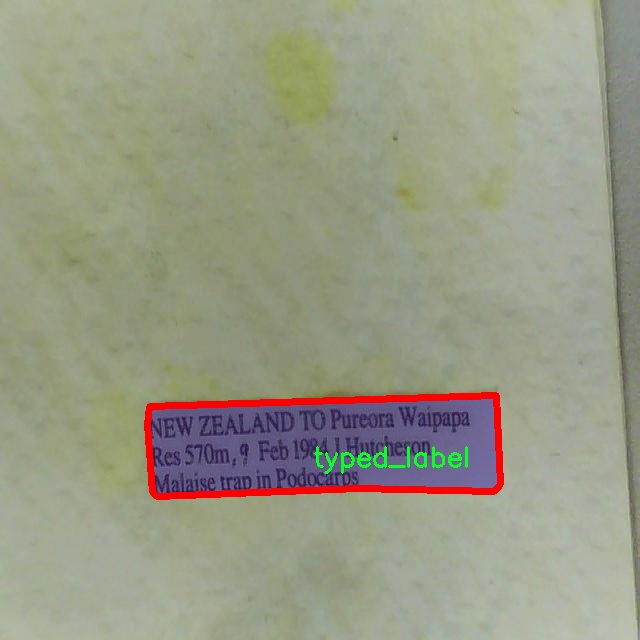 NEW ZEALAND TO Pureora Waipapa
Res 570m, 9 Feb 1984 J Hutcheson
Malaise trap in Podocarps
typed_label